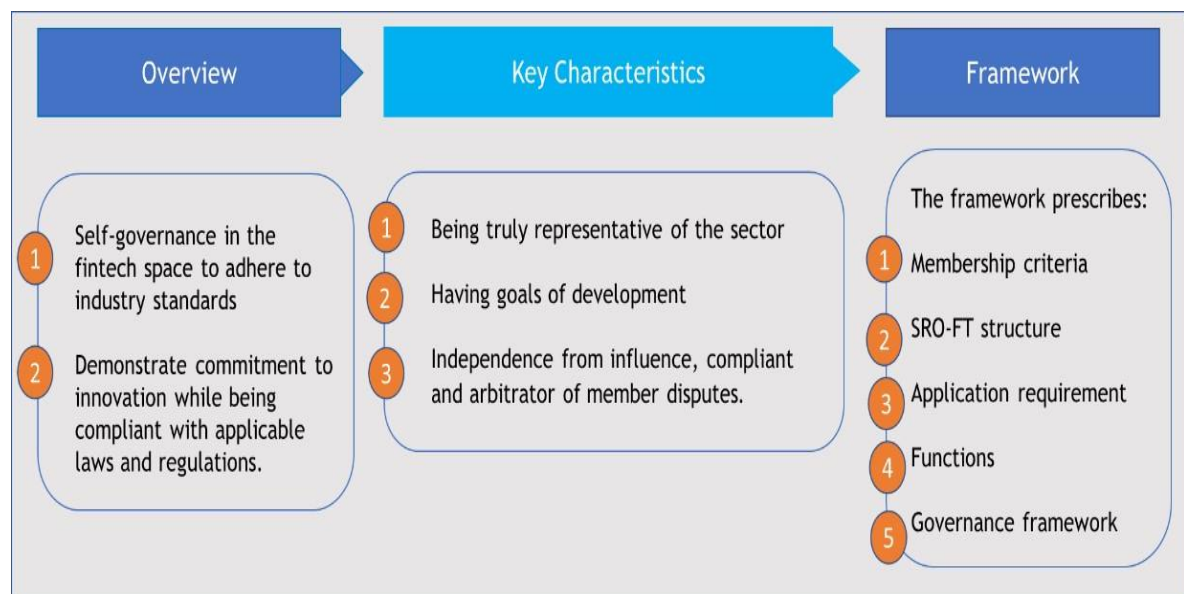 Overview
Key Characteristics
Framework
1
Self-governance in the
fintech space to adhere to
industry standards
2
Demonstrate commitment to
innovation while being
compliant with applicable
laws and regulations.
1
Being truly representative of the sector
2
Having goals of development
3
Independence from influence, compliant
and arbitrator of member disputes.
The framework prescribes:
1
Membership criteria
2
SRO-FT structure
3
Application requirement
4
Functions
5
Governance framework